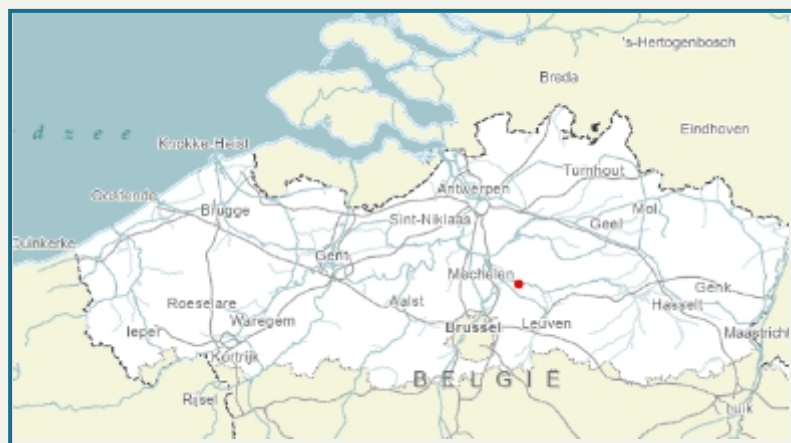 's-Hertogenbosch
Breda
d z e e
Eindhoven
Knokke-Heist
Turnhout
Antwerpen
Oostende
Mol
Brugge
Sint-Niklaas
Geel
Duinkerke
Gent
Mechelen
Genk
Roeselare
Aalst
Hasselt
Waregem
Ieper
Brussel
Leuven
Maastricht
Kortrijk
BELGIË
Rijsel
Luik